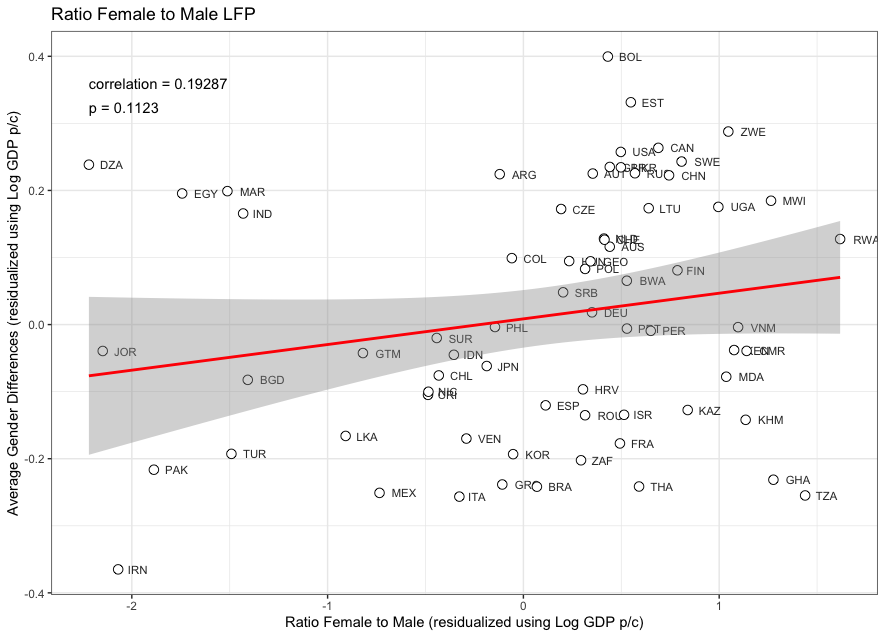 Ratio Female to Male LFP
0.4
0.2
0.0
-0.2
-0.4
Average Gender Differences (residualized using Log GDP p/c)
correlation = 0.19287
p = 0.1123
BOL
EST
ZWE
USA
CAN
SWE
DZA
ARG
AUT
CHN
EGY
MAR
IND
CZE
LTU
UGA
MWI
RWA
AUS
COL
GEO
POL
FIN
BWA
SRB
DEU
PHL
PER
VNM
SUR
JOR
GTM
IDN
JPN
CHL
BGD
MDA
NIC
HRV
ESP
ROU
ISR
KAZ
KHM
LKA
VEN
FRA
TUR
KOR
ZAF
PAK
MEX
ITA
BRA
THA
GHA
TZA
IRN
-2
-1
0
1
Ratio Female to Male (residualized using Log GDP p/c)